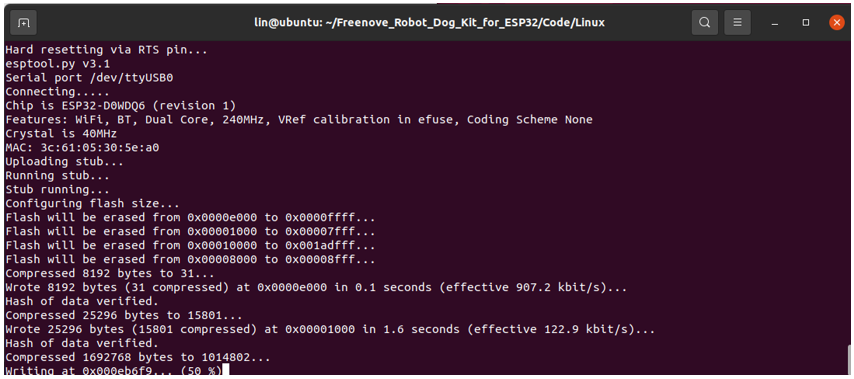 lin@ubuntu: ~/Freenove_Robot_Dog_Kit_for_ESP32/Code/Linux
Hard resetting via RTS pin...
esptool.py v3.1
Serial port /dev/ttyUSB0
Connecting.....
Chip is ESP32-D0WDQ6 (revision 1)
Features: WiFi, BT, Dual Core, 240MHz, VRef calibration in efuse, Coding Scheme None
Crystal is 40MHz
MAC: 3c:61:05:30:5e:a0
Uploading stub...
Running stub...
Stub running...
Configuring flash size...
Flash will be erased from 0x0000e000 to 0x0000ffff...
Flash will be erased from 0x00001000 to 0x00007fff...
Flash will be erased from 0x00010000 to 0x001adfff...
Flash will be erased from 0x00008000 to 0x00008fff...
Compressed 8192 bytes to 31...
Wrote 8192 bytes (31 compressed) at 0x0000e000 in 0.1 seconds (effective 907.2 kbit/s)...
Hash of data verified.
Compressed 25296 bytes to 15801...
Wrote 25296 bytes (15801 compressed) at 0x00001000 in 1.6 seconds (effective 122.9 kbit/s)...
Hash of data verified.
Compressed 1692768 bytes to 1014802...
Writing at 0x000eb6f9... (50 %)